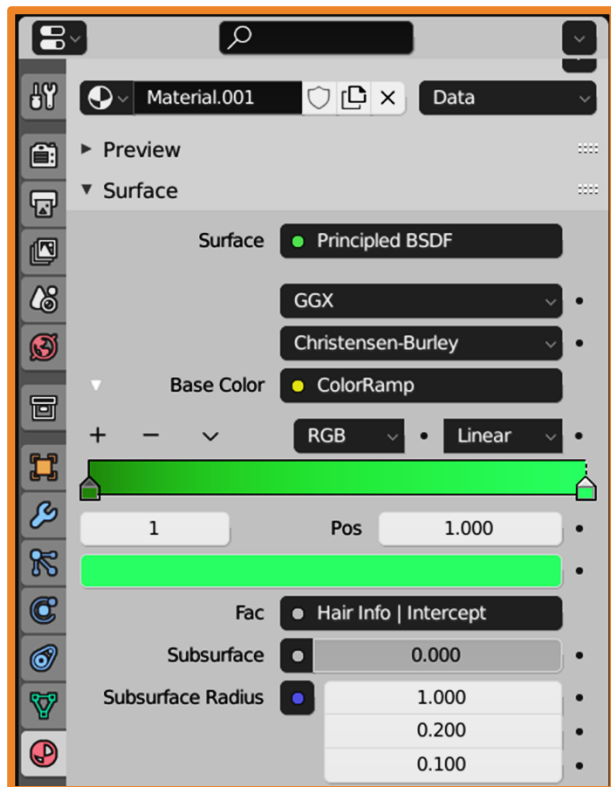 Material.001 Data
Preview
Surface
Surface Principled BSDF
GGX
Christensen-Burley
Base Color ColorRamp
RGB Linear
1 Pos 1.000
Fac Hair Info | Intercept
Subsurface 0.000
Subsurface Radius 1.000
0.200
0.100